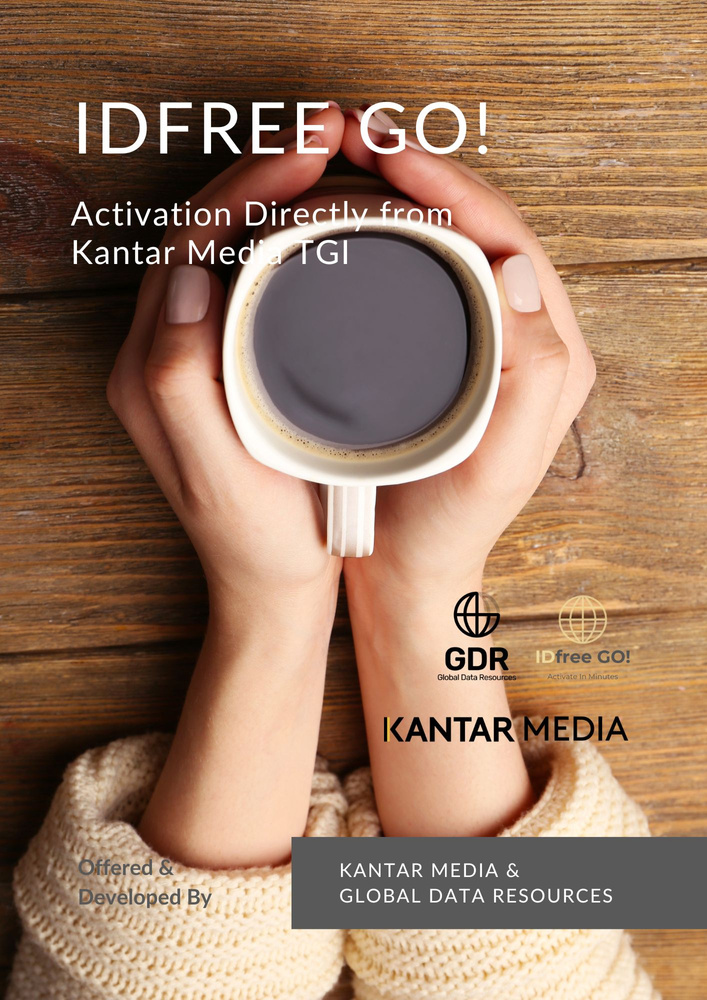 IDFREE GO!
Activation Directly from
Kantar Media TGI
GDR
Global Data Resources
IDfree GO!
Activate In Minutes
KANTAR MEDIA
Offered &
Developed By
KANTAR MEDIA &
GLOBAL DATA RESOURCES